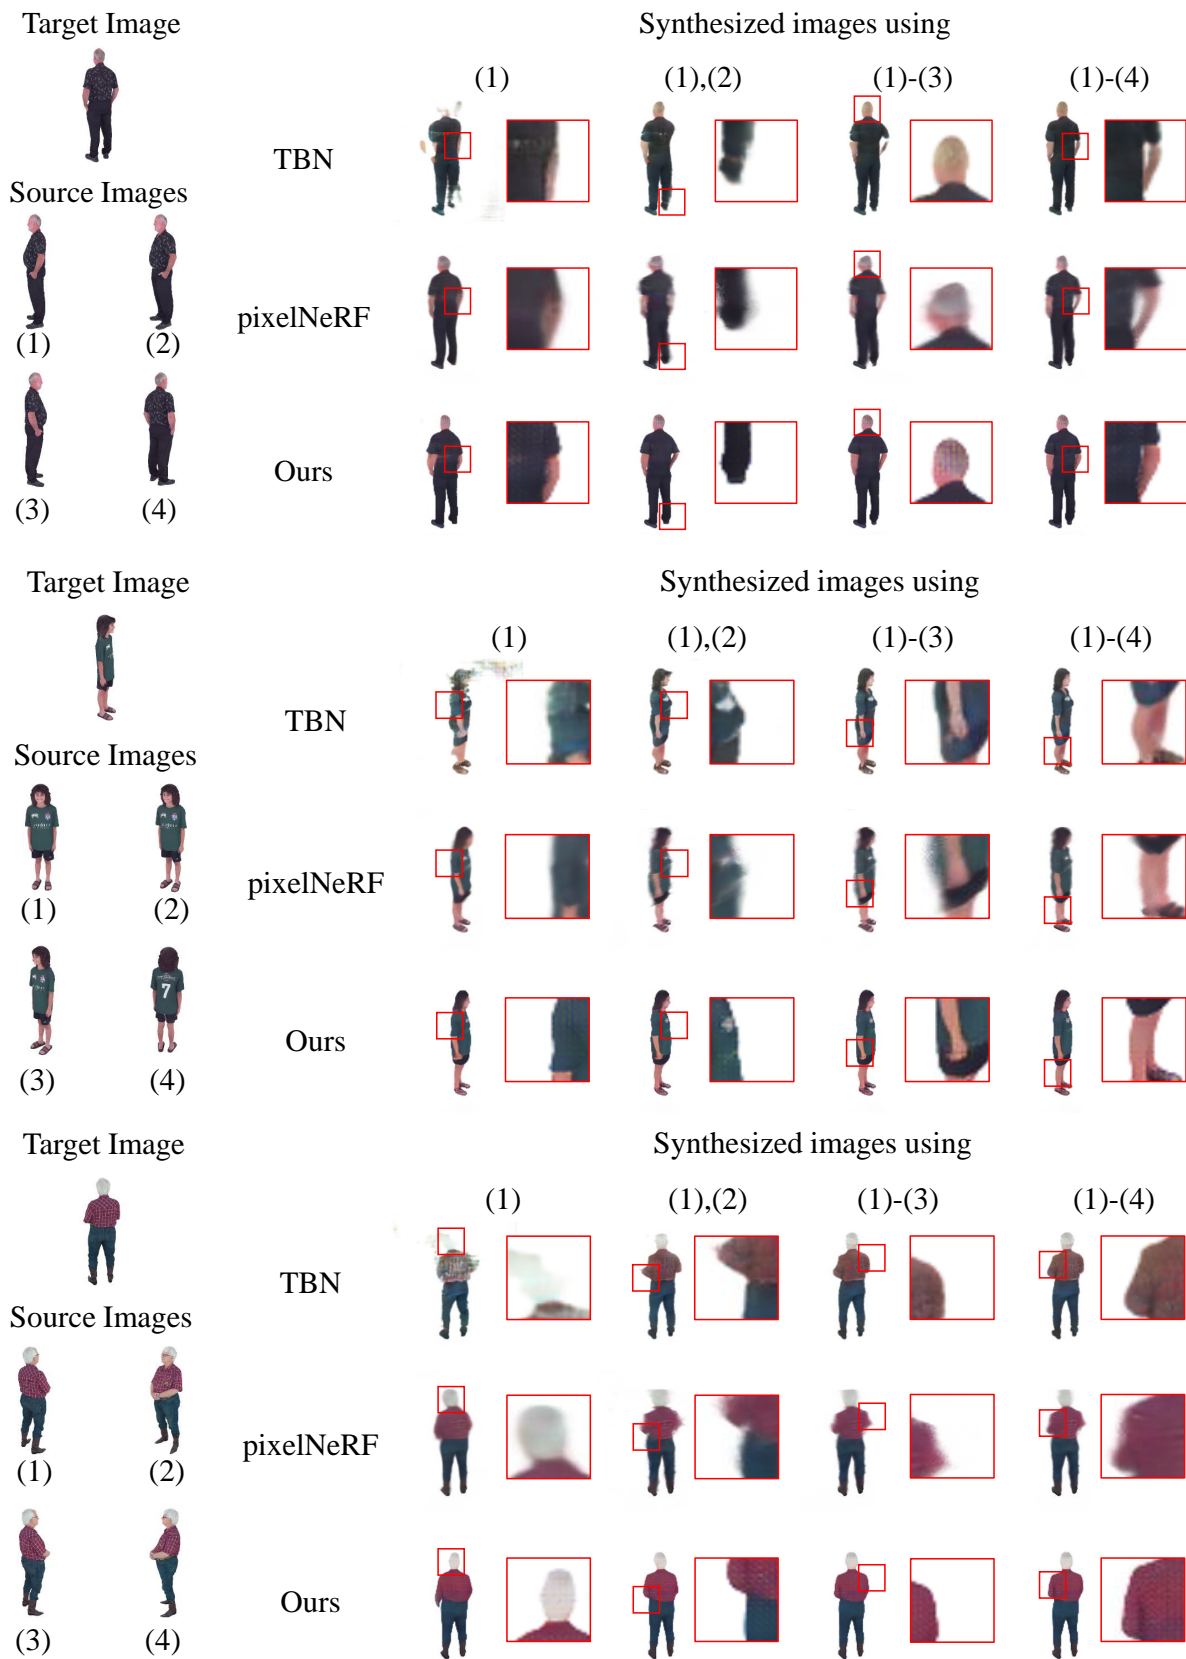 Target Image
Synthesized images using
(1)
(1),(2)
(1)-(3)
(1)-(4)
TBN
Source Images
pixelNeRF
(1)
(2)
Ours
(3)
(4)
Target Image
Synthesized images using
(1)
(1),(2)
(1)-(3)
(1)-(4)
TBN
Source Images
pixelNeRF
(1)
(2)
7
Ours
(3)
(4)
Target Image
Synthesized images using
(1)
(1),(2)
(1)-(3)
(1)-(4)
TBN
Source Images
pixelNeRF
(1)
(2)
Ours
(3)
(4)